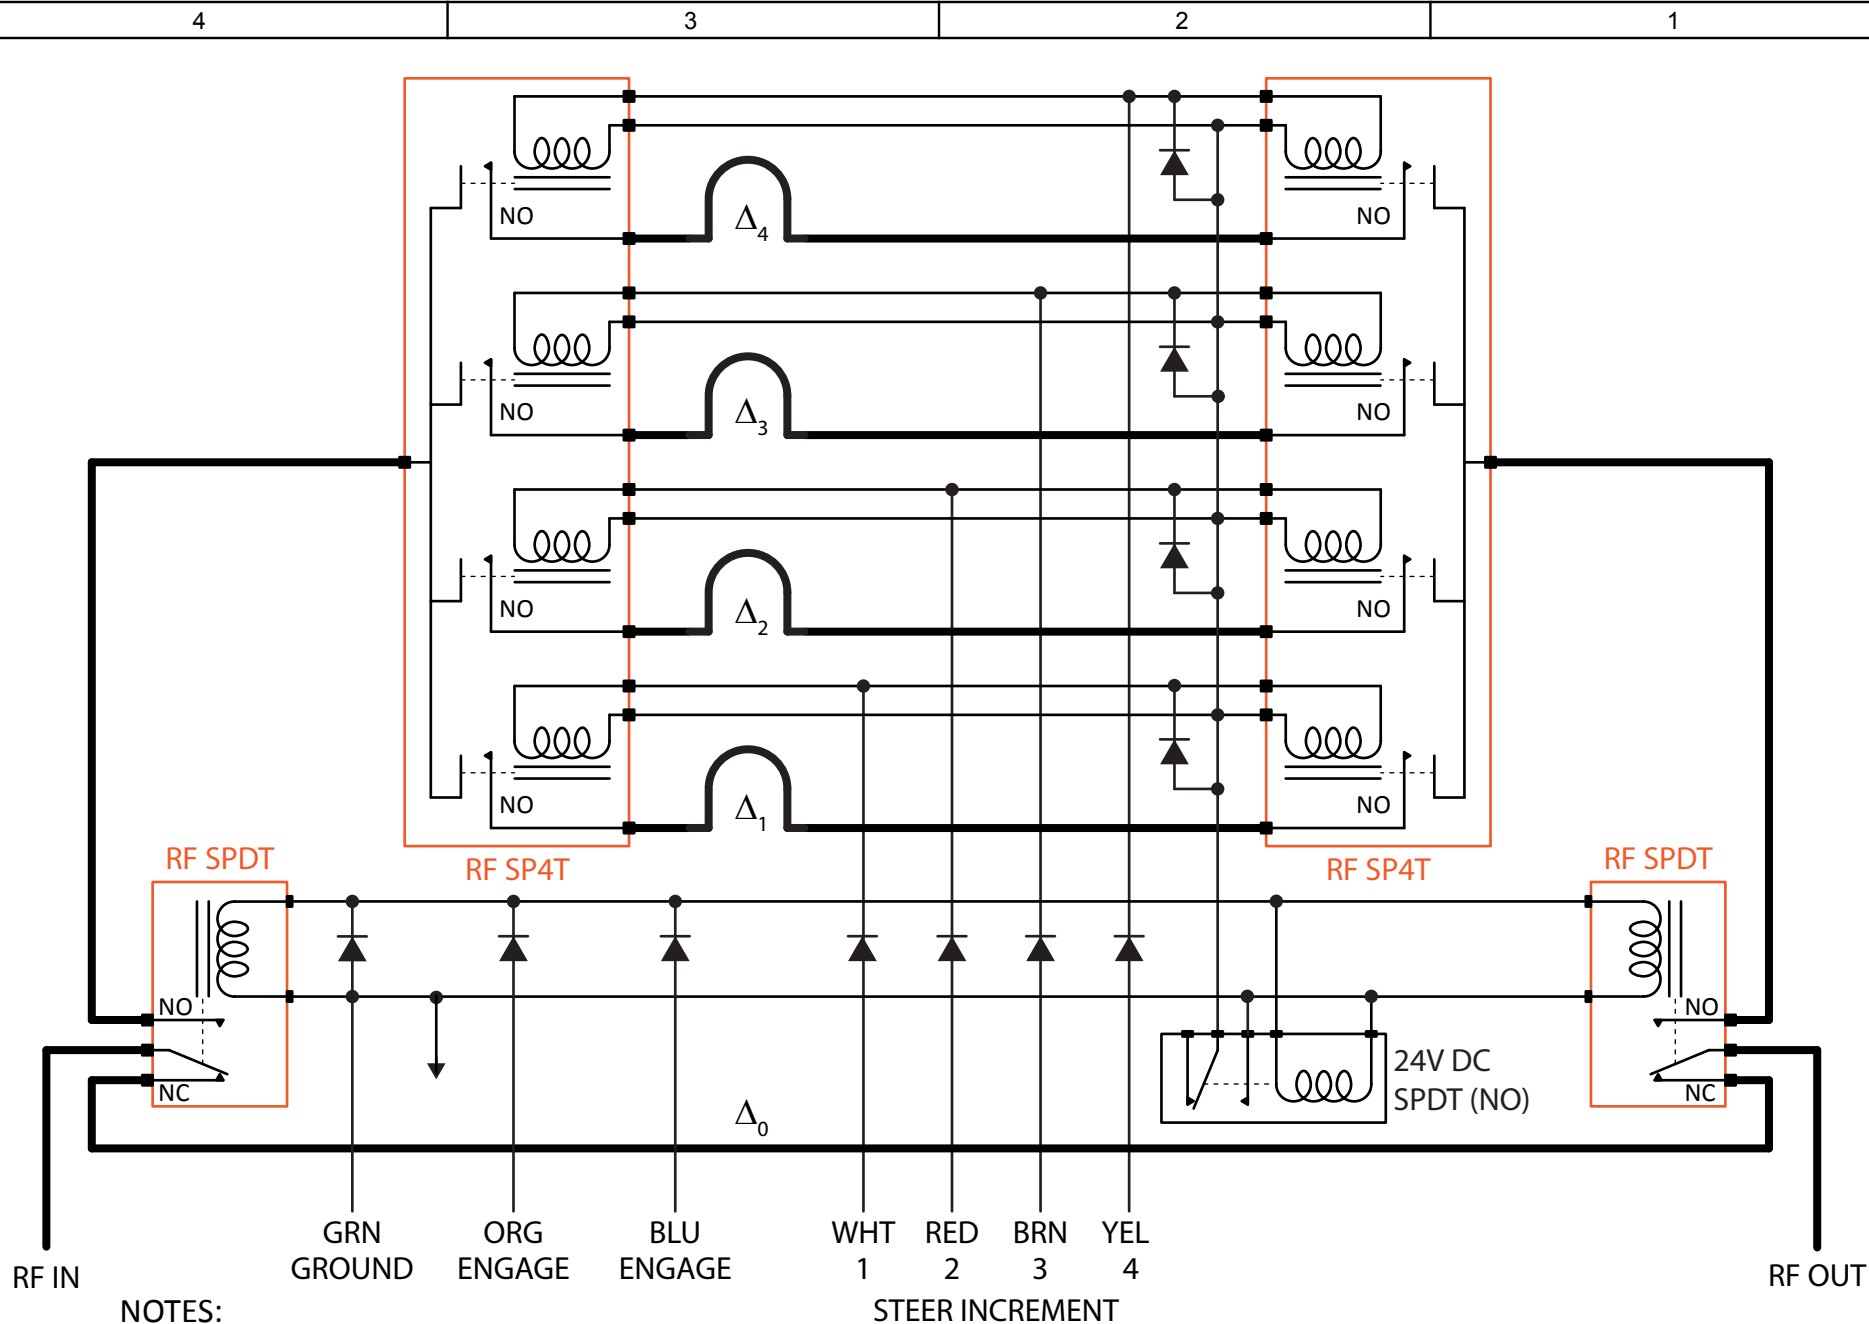 4 3 2 1
NO NO
Δ4
NO NO
Δ3
NO NO
Δ2
NO NO
Δ1
RF SPDT RF SP4T RF SP4T RF SPDT
NO NO
NC NC
24V DC
SPDT (NO)
Δ0
GRN ORG BLU WHT RED BRN YEL
GROUND ENGAGE ENGAGE 1 2 3 4
RF IN RF OUT
NOTES: STEER INCREMENT